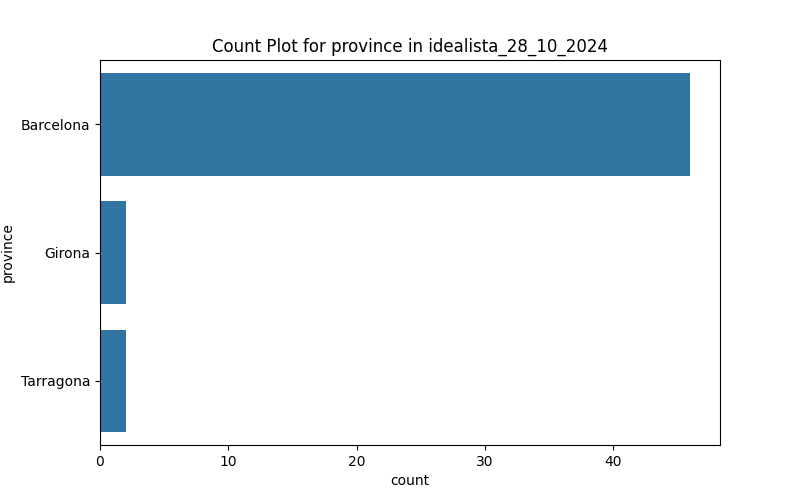 Count Plot for province in idealista_28_10_2024
province
Barcelona
Girona
Tarragona
0 10 20 30 40
count